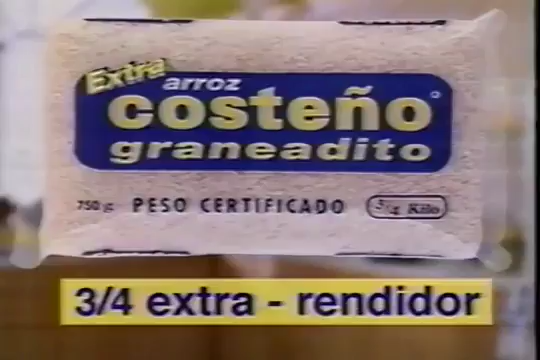 Extra
arroz
costeño
graneadito
750 g PESO CERTIFICADO 3/4 Kilo
3/4 extra - rendidor